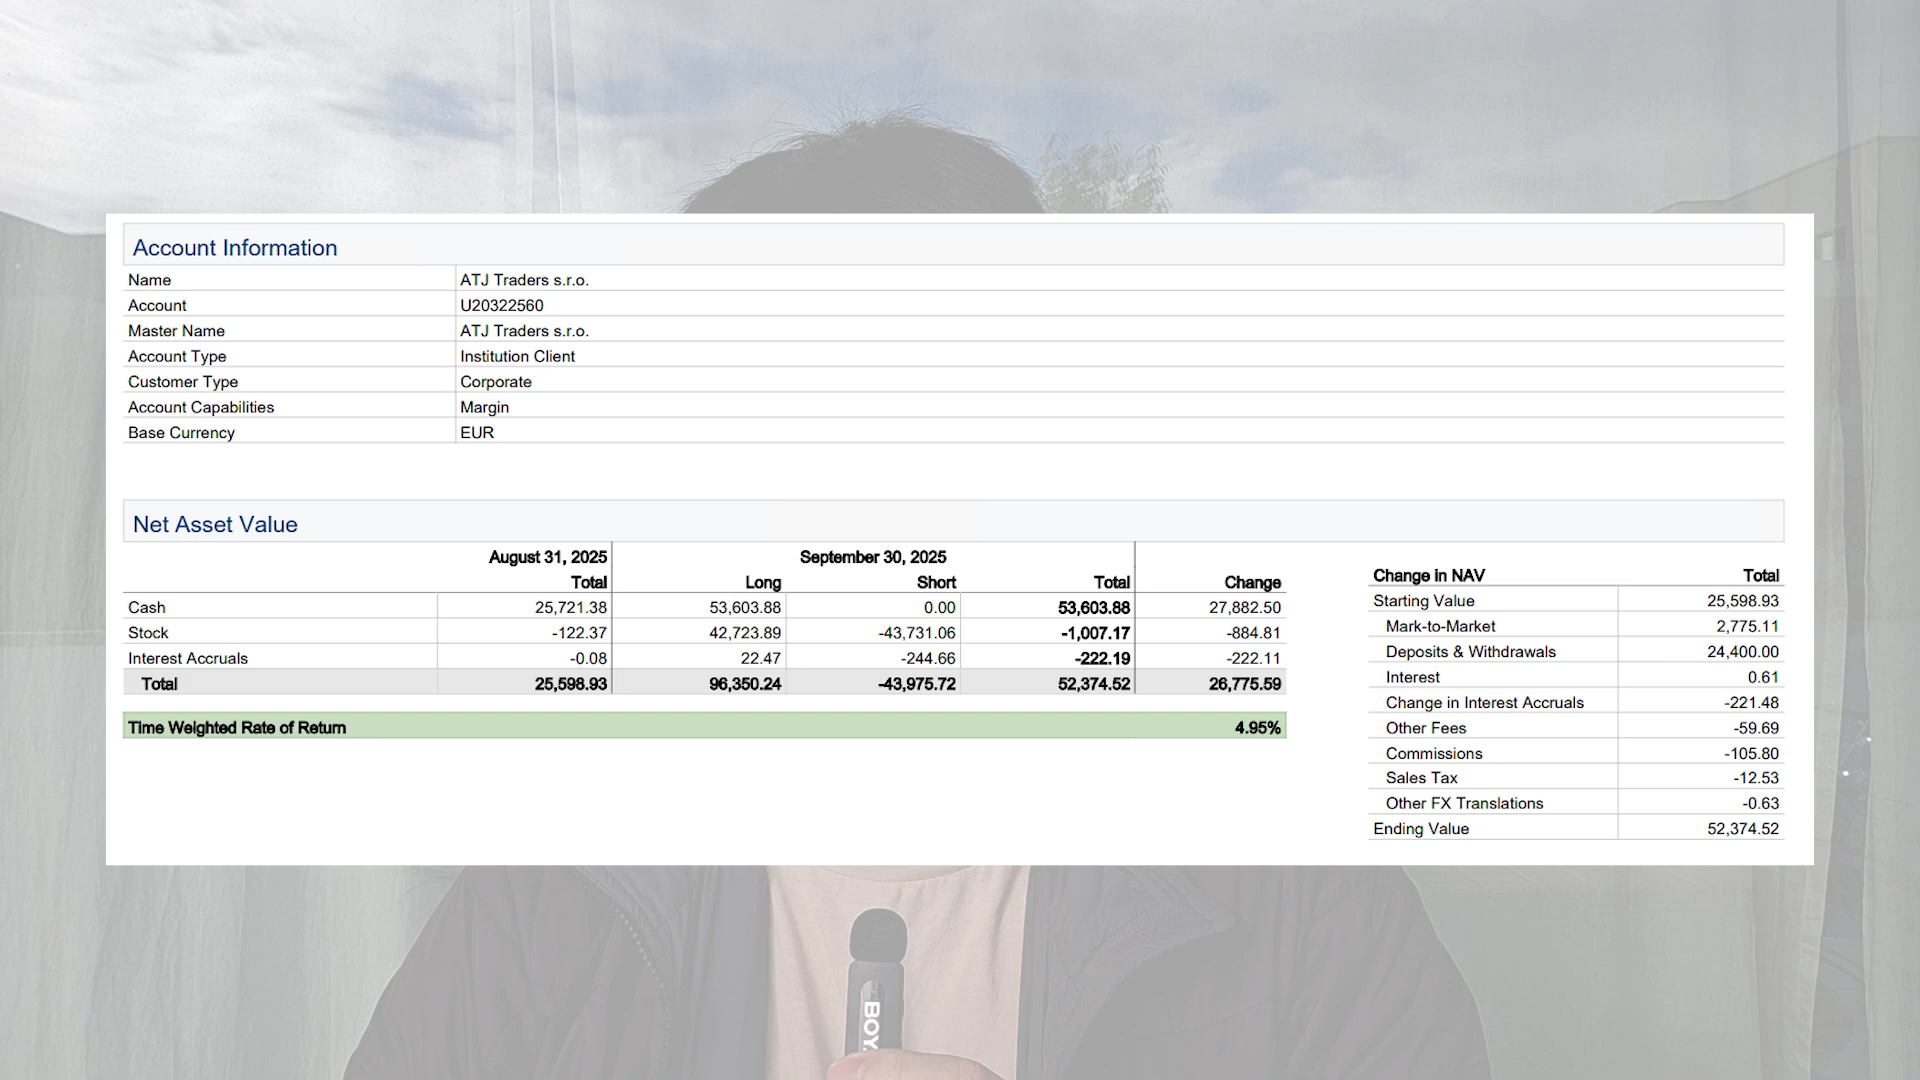 Account Information
Name ATJ Traders s.r.o.
Account U20322560
Master Name ATJ Traders s.r.o.
Account Type Institution Client
Customer Type Corporate
Account Capabilities Margin
Base Currency EUR
Net Asset Value
August 31, 2025 September 30, 2025
Total Long Short Total Change
Cash 25,721.38 53,603.88 0.00 53,603.88 27,882.50
Stock -122.37 42,723.89 -43,731.06 -1,007.17 -884.81
Interest Accruals -0.08 22.47 -244.66 -222.19 -222.11
Total 25,598.93 96,350.24 -43,975.72 52,374.52 26,775.59
Time Weighted Rate of Return 4.95%
Change in NAV Total
Starting Value 25,598.93
Mark-to-Market 2,775.11
Deposits & Withdrawals 24,400.00
Interest 0.61
Change in Interest Accruals -221.48
Other Fees -59.69
Commissions -105.80
Sales Tax -12.53
Other FX Translations -0.63
Ending Value 52,374.52
BOY